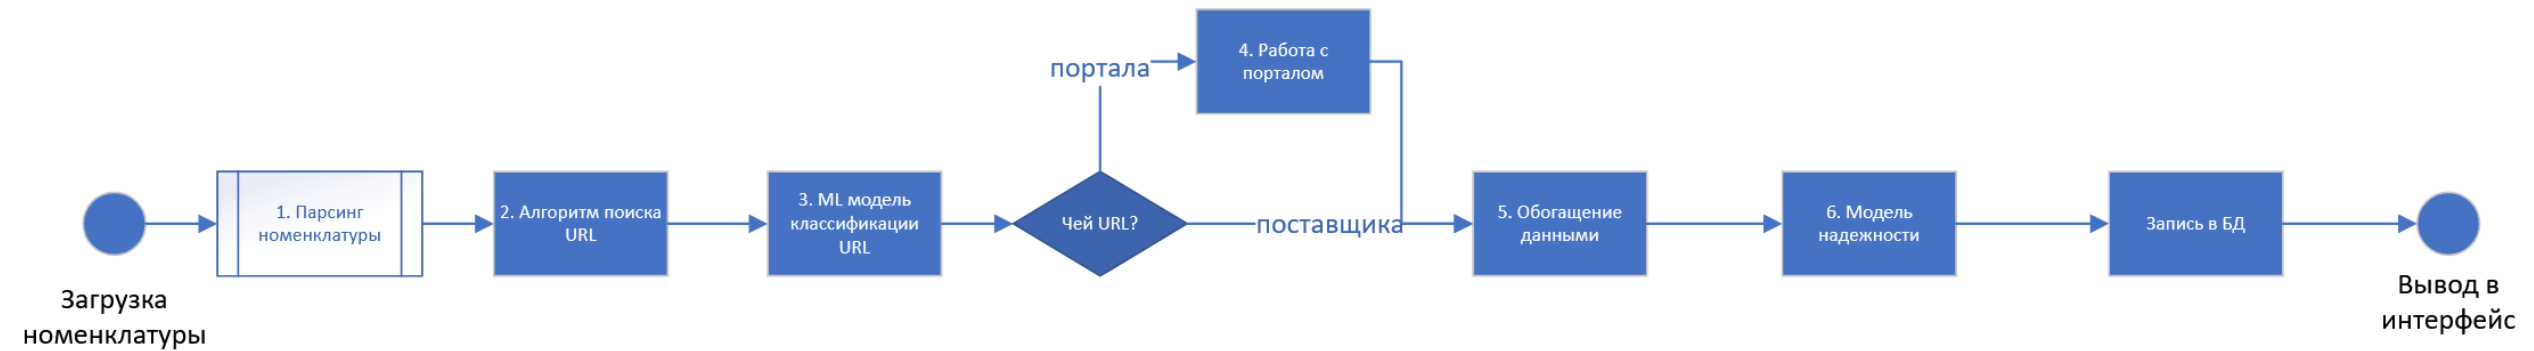 Загрузка
номенклатуры
1. Парсинг
номенклатуры
2. Алгоритм поиска
URL
3. ML модель
классификации
URL
Чей URL?
портала
4. Работа с
порталом
поставщика
5. Обогащение
данными
6. Модель
надежности
Запись в БД
Вывод в
интерфейс